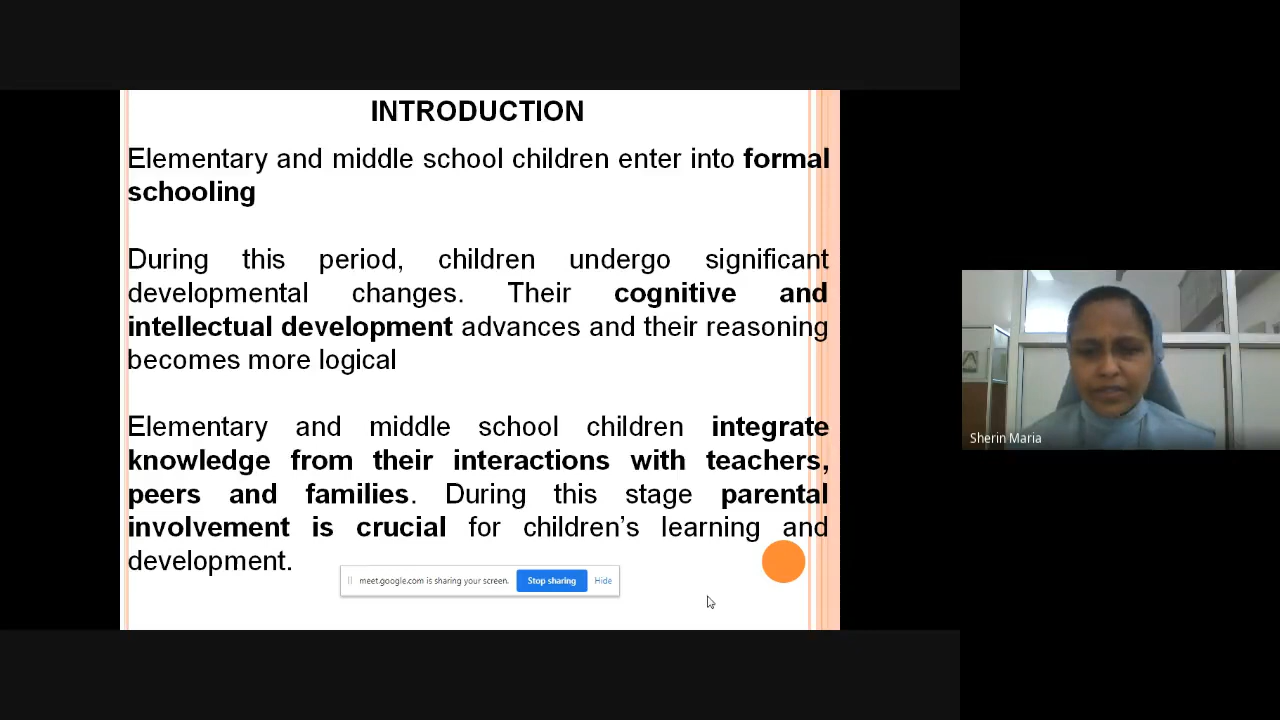 INTRODUCTION
Elementary and middle school children enter into formal
schooling
During this period, children undergo significant
developmental changes. Their cognitive and
intellectual development advances and their reasoning
becomes more logical
Elementary and middle school children integrate
knowledge from their interactions with teachers,
peers and families. During this stage parental
involvement is crucial for children’s learning and
development.
meet.google.com is sharing your screen. Stop sharing Hide
Sherin Maria